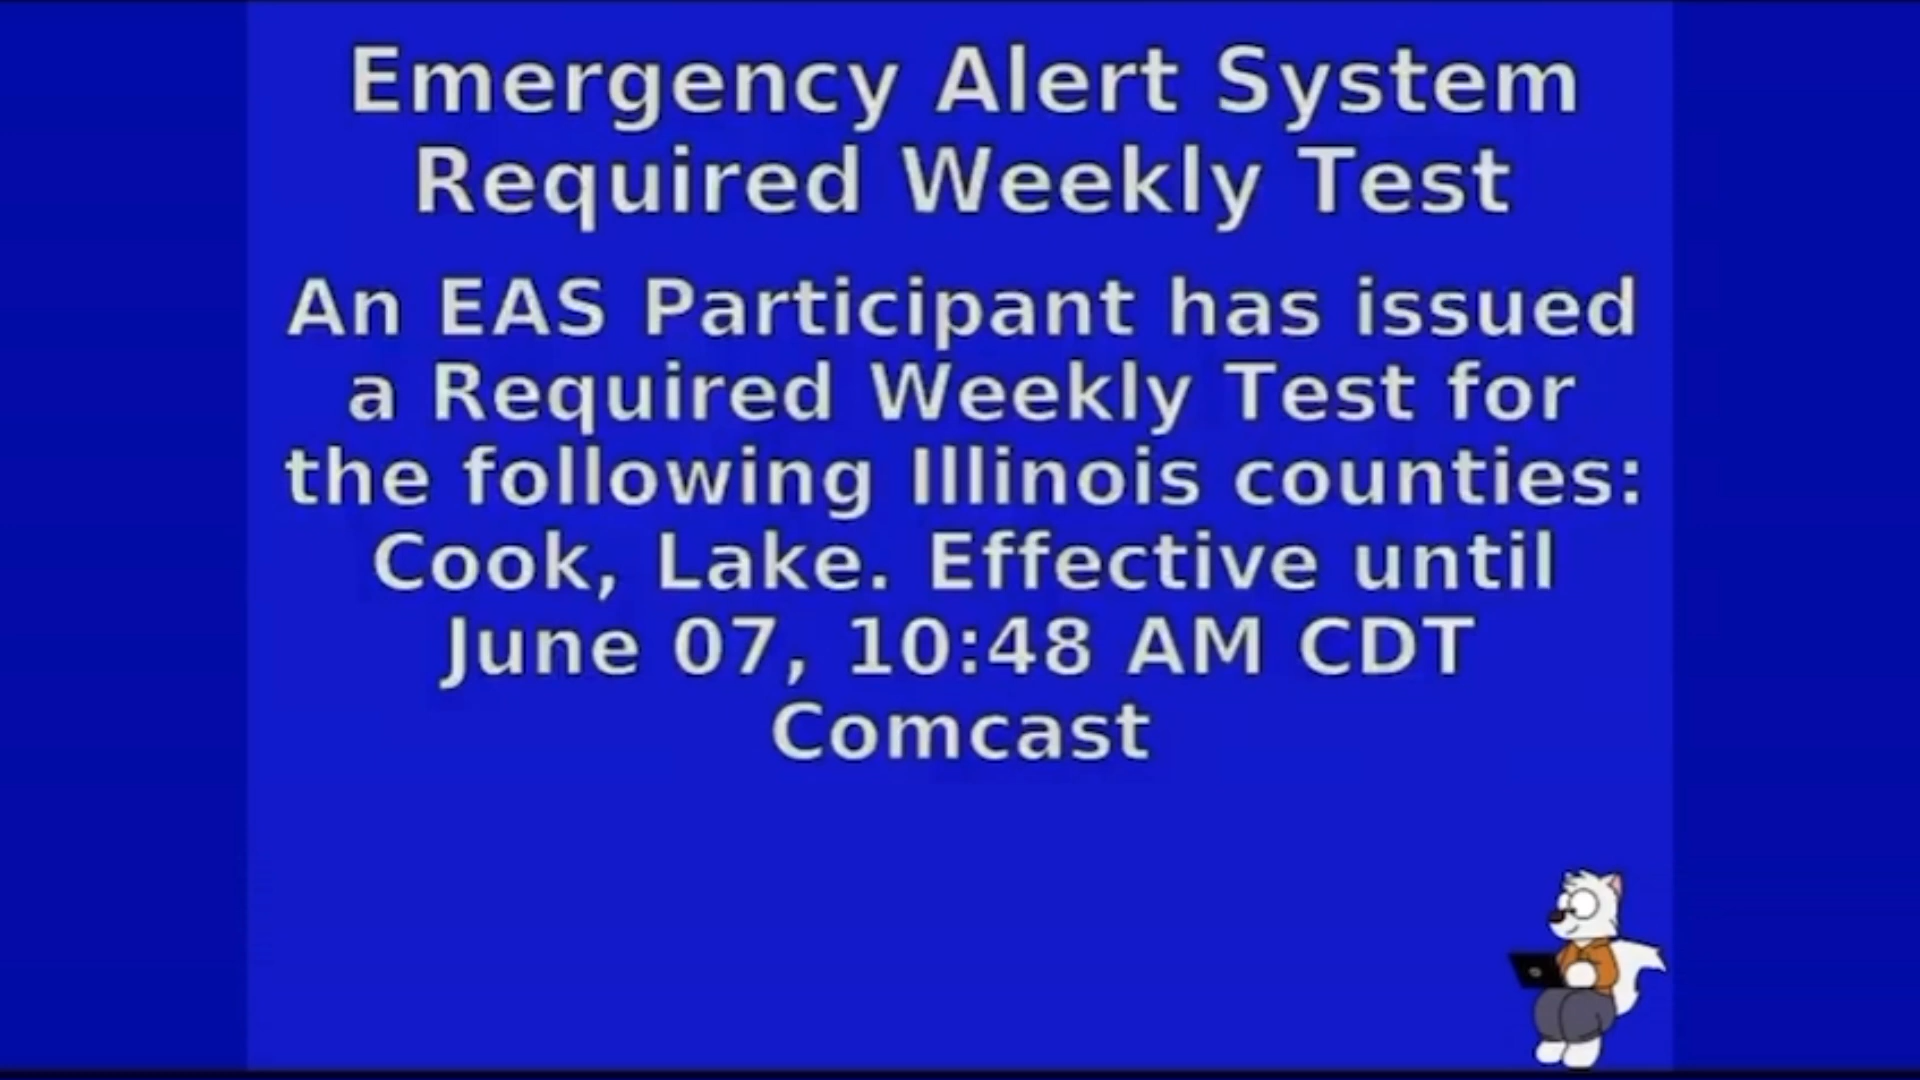 Emergency Alert System
Required Weekly Test
An EAS Participant has issued
a Required Weekly Test for
the following Illinois counties:
Cook, Lake. Effective until
June 07, 10:48 AM CDT
Comcast